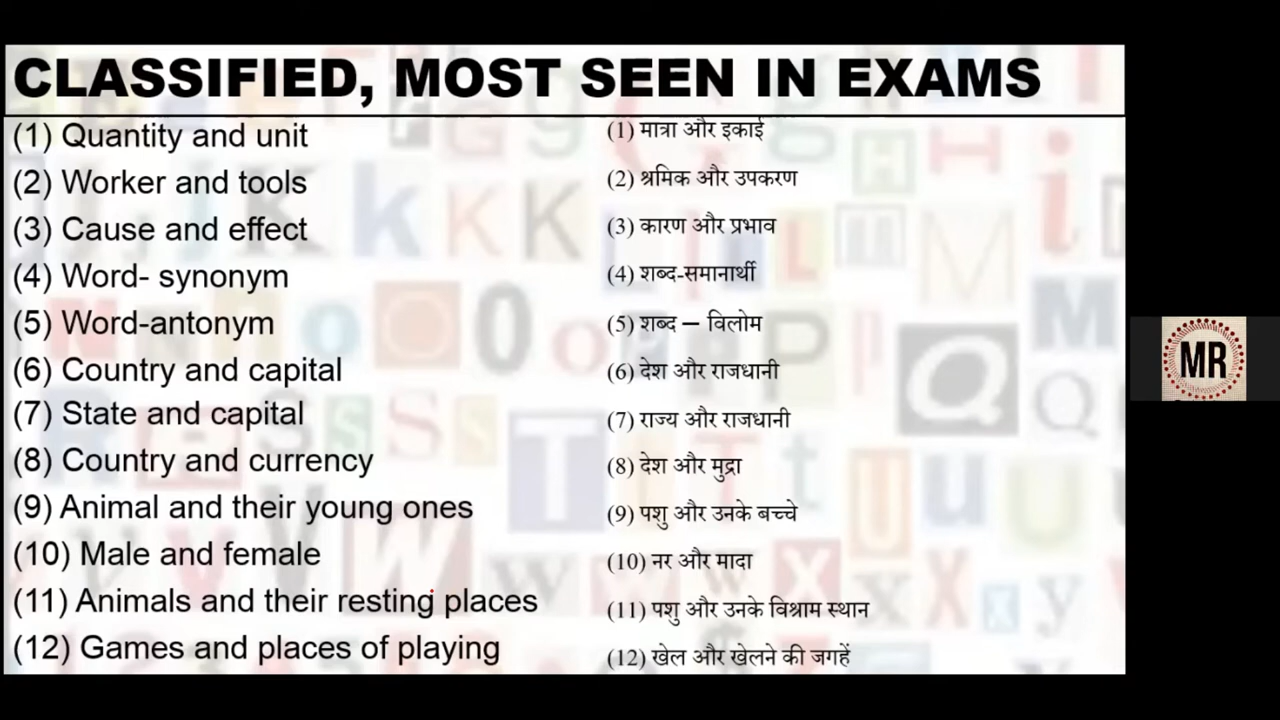 CLASSIFIED, MOST SEEN IN EXAMS
(1) Quantity and unit
(2) Worker and tools
(3) Cause and effect
(4) Word- synonym
(5) Word-antonym
(6) Country and capital
(7) State and capital
(8) Country and currency
(9) Animal and their young ones
(10) Male and female
(11) Animals and their resting places
(12) Games and places of playing
(1) मात्रा और इकाई
(2) श्रमिक और उपकरण
(3) कारण और प्रभाव
(4) शब्द-समानार्थी
(5) शब्द – विलोम
(6) देश और राजधानी
(7) राज्य और राजधानी
(8) देश और मुद्रा
(9) पशु और उनके बच्चे
(10) नर और मादा
(11) पशु और उनके विश्राम स्थान
(12) खेल और खेलने की जगहें
MR